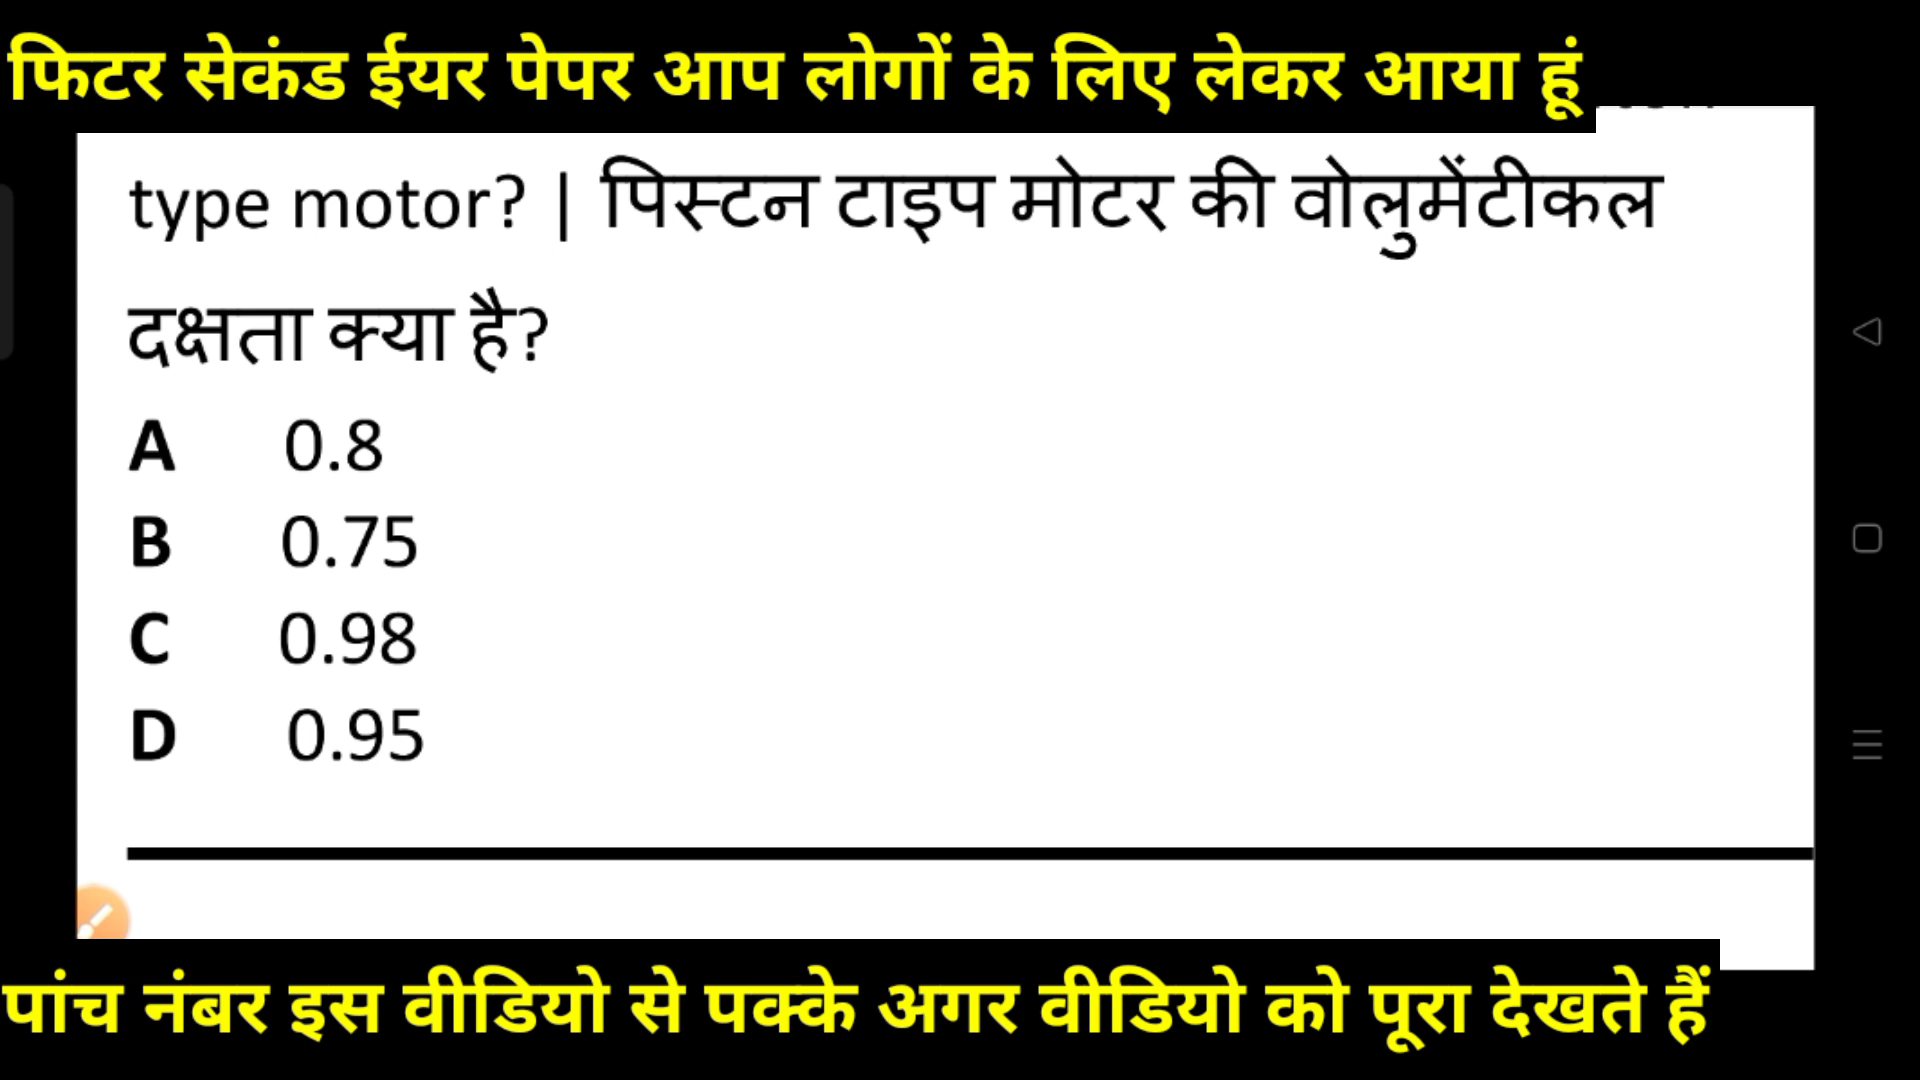 फिटर सेकंड ईयर पेपर आप लोगों के लिए लेकर आया हूं
type motor? | पिस्टन टाइप मोटर की वोलुमेंटीकल
दक्षता क्या है?
A 0.8
B 0.75
C 0.98
D 0.95
पांच नंबर इस वीडियो से पक्के अगर वीडियो को पूरा देखते हैं